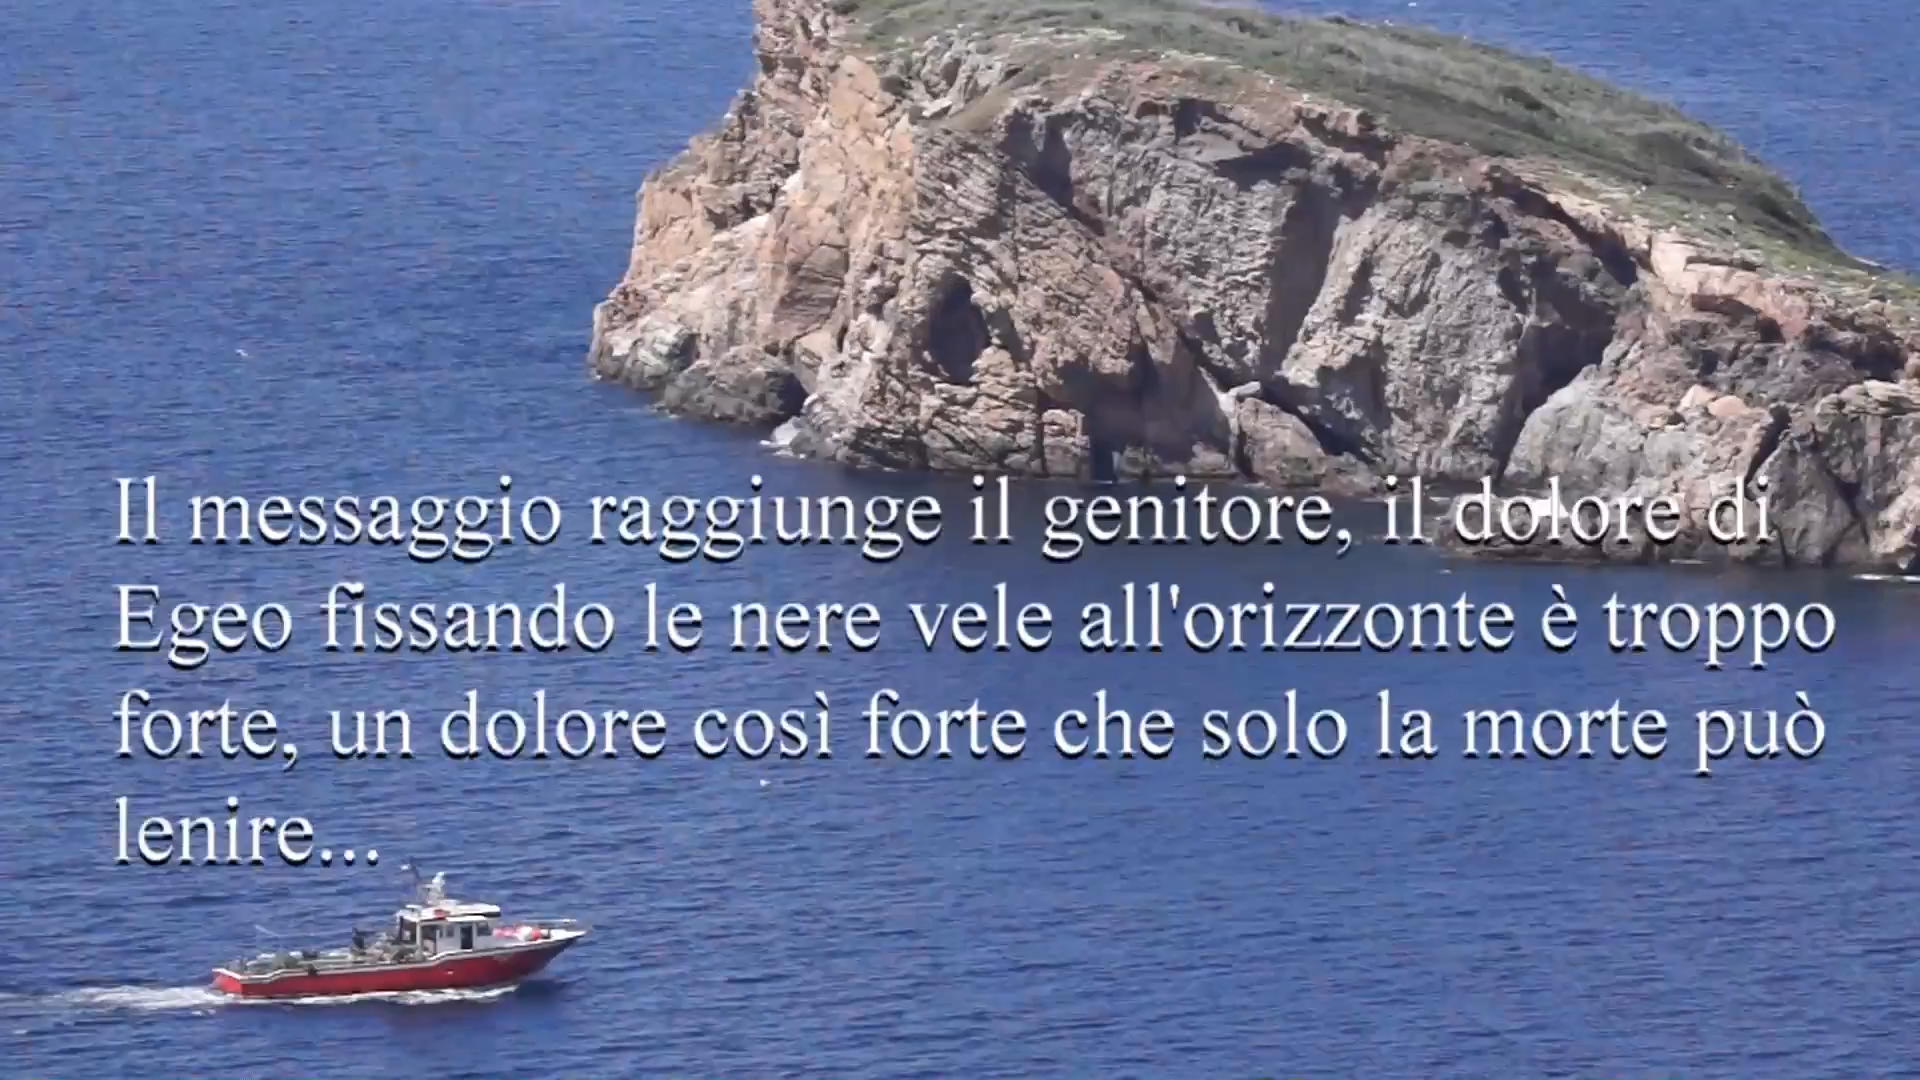 Il messaggio raggiunge il genitore, il dolore di
Egeo fissando le nere vele all'orizzonte è troppo
forte, un dolore così forte che solo la morte può
lenire...